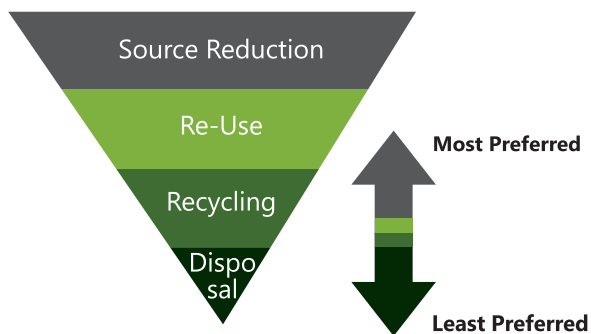 Source Reduction
Re-Use
Most Preferred
Recycling
Dispo
sal
Least Preferred